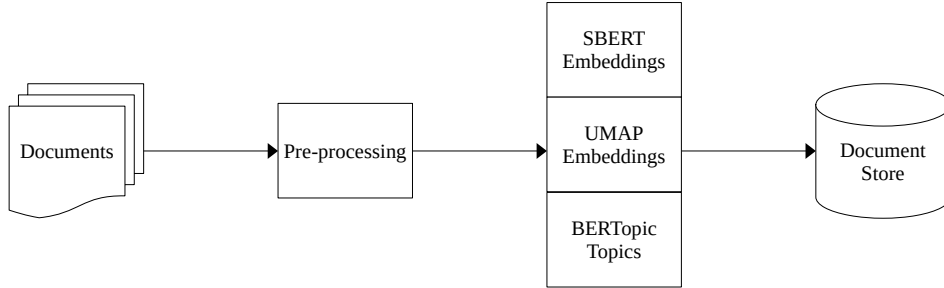 Documents
Pre-processing
SBERT
Embeddings
UMAP
Embeddings
BERTopic
Topics
Document
Store